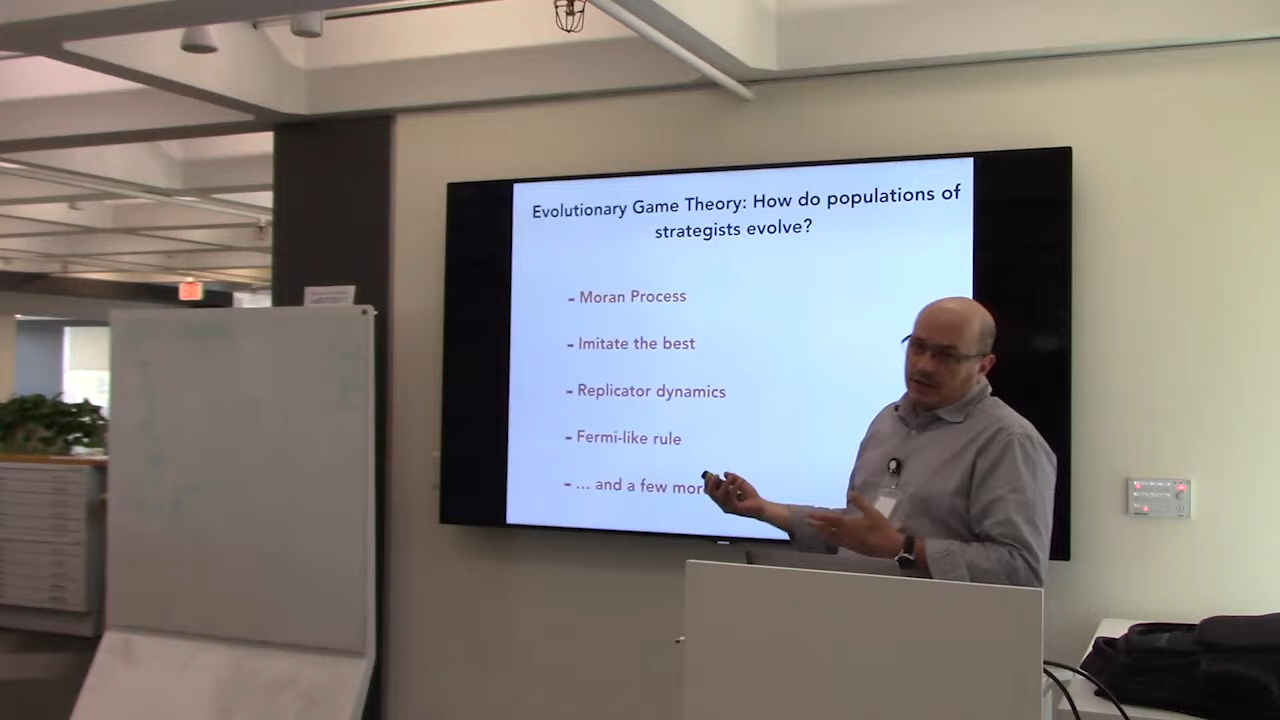 Evolutionary Game Theory: How do populations of
strategists evolve?
- Moran Process
- Imitate the best
- Replicator dynamics
- Fermi-like rule
- ... and a few mor